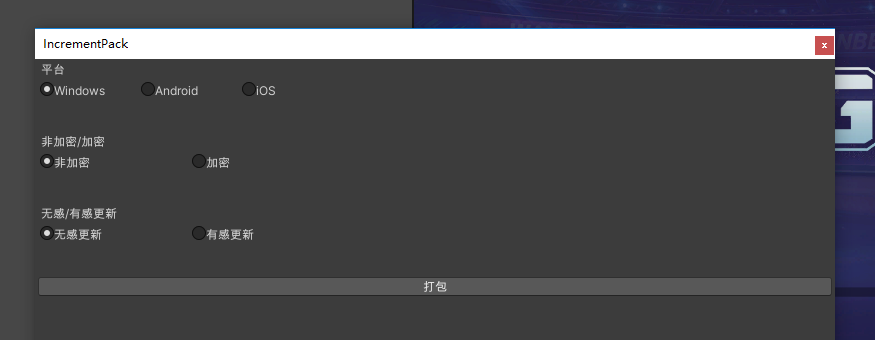 IncrementPack
x
平台
Windows Android iOS
非加密/加密
非加密 加密
无感/有感更新
无感更新 有感更新
打包